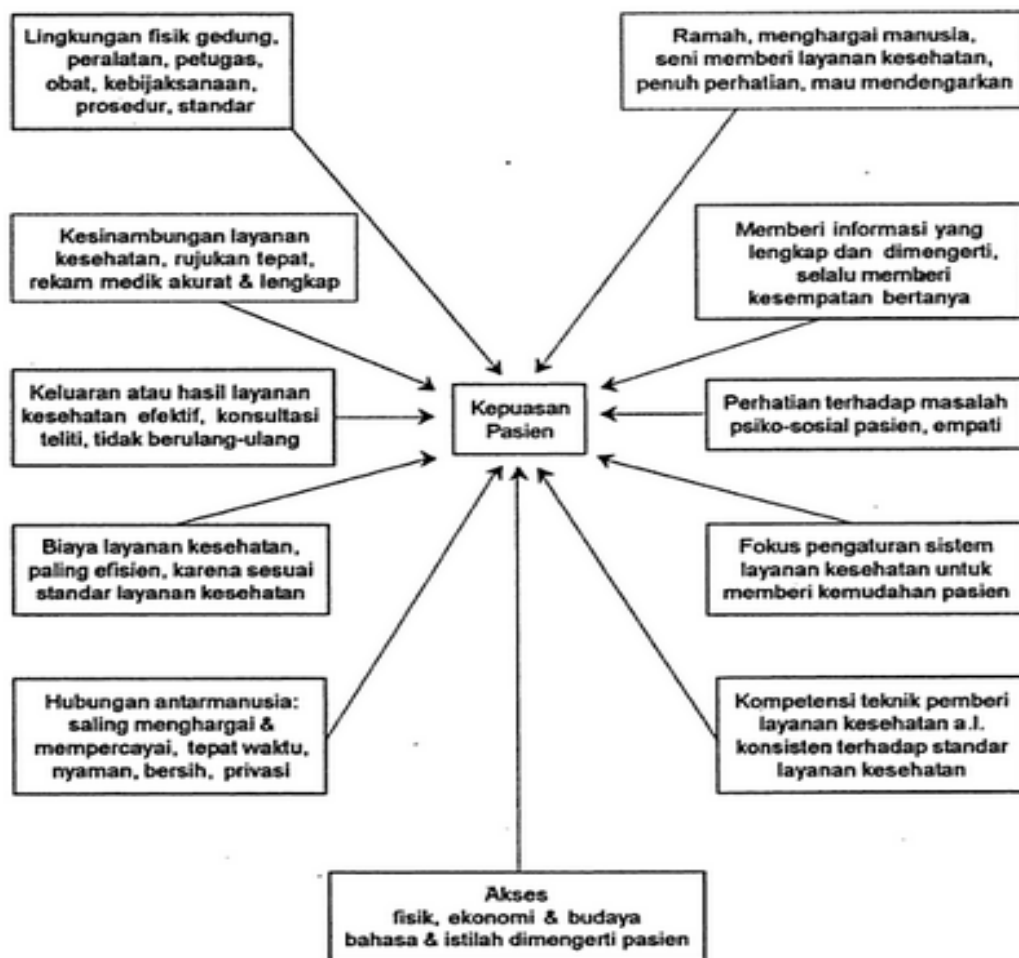 Lingkungan fisik gedung,
peralatan, petugas,
obat, kebijaksanaan,
prosedur, standar
Ramah, menghargai manusia,
seni memberi layanan kesehatan,
penuh perhatian, mau mendengarkan
Kesinambungan layanan
kesehatan, rujukan tepat,
rekam medik akurat & lengkap
Memberi informasi yang
lengkap dan dimengerti,
selalu memberi
kesempatan bertanya
Keluaran atau hasil layanan
kesehatan efektif, konsultasi
teliti, tidak berulang-ulang
Kepuasan
Pasien
Perhatian terhadap masalah
psiko-sosial pasien, empati
Biaya layanan kesehatan,
paling efisien, karena sesuai
standar layanan kesehatan
Fokus pengaturan sistem
layanan kesehatan untuk
memberi kemudahan pasien
Hubungan antarmanusia:
saling menghargai &
mempercayai, tepat waktu,
nyaman, bersih, privasi
Kompetensi teknik pemberi
layanan kesehatan a.l.
konsisten terhadap standar
layanan kesehatan
Akses
fisik, ekonomi & budaya
bahasa & istilah dimengerti pasien